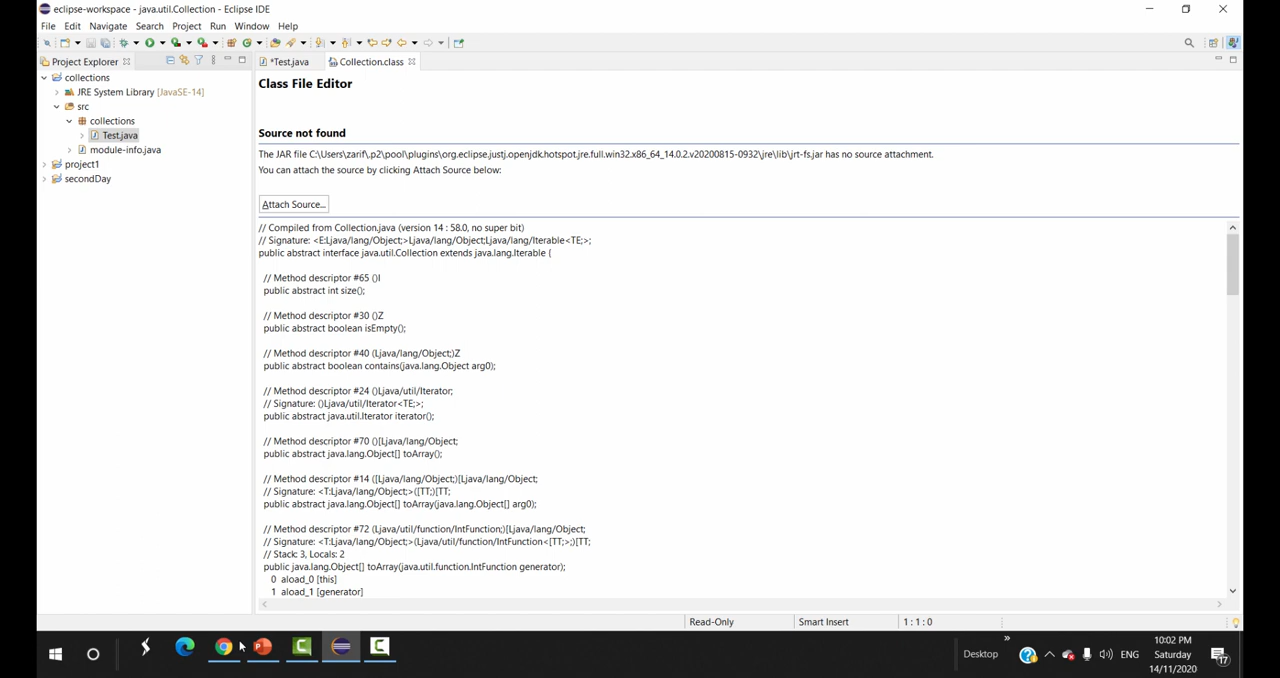 eclipse-workspace - java.util.Collection - Eclipse IDE
File Edit Navigate Search Project Run Window Help
Project Explorer
*Test.java
Collection.class
collections
JRE System Library [JavaSE-14]
src
collections
Test.java
module-info.java
project1
secondDay
Class File Editor
Source not found
The JAR file C:\Users\zarif\.p2\pool\plugins\org.eclipse.justj.openjdk.hotspot.jre.full.win32.x86_64_14.0.2.v20200815-0932\jre\lib\jrt-fs.jar has no source attachment.
You can attach the source by clicking Attach Source below:
Attach Source...
// Compiled from Collection.java (version 14 : 58.0, no super bit)
// Signature: <E:Ljava/lang/Object;>Ljava/lang/Object;Ljava/lang/Iterable<TE;>;
public abstract interface java.util.Collection extends java.lang.Iterable {
// Method descriptor #65 ()I
public abstract int size();
// Method descriptor #30 ()Z
public abstract boolean isEmpty();
// Method descriptor #40 (Ljava/lang/Object;)Z
public abstract boolean contains(java.lang.Object arg0);
// Method descriptor #24 ()Ljava/util/Iterator;
// Signature: ()Ljava/util/Iterator<TE;>;
public abstract java.util.Iterator iterator();
// Method descriptor #70 ()[Ljava/lang/Object;
public abstract java.lang.Object[] toArray();
// Method descriptor #14 ([Ljava/lang/Object;)[Ljava/lang/Object;
// Signature: <T:Ljava/lang/Object;>([TT;)[TT;
public abstract java.lang.Object[] toArray(java.lang.Object[] arg0);
// Method descriptor #72 (Ljava/util/function/IntFunction;)[Ljava/lang/Object;
// Signature: <T:Ljava/lang/Object;>(Ljava/util/function/IntFunction<[TT;>;)[TT;
// Stack: 3, Locals: 2
public java.lang.Object[] toArray(java.util.function.IntFunction generator);
0 aload_0 [this]
1 aload_1 [generator]
Read-Only
Smart Insert
1 : 1 : 0
Desktop
ENG
10:02 PM
Saturday
14/11/2020
17